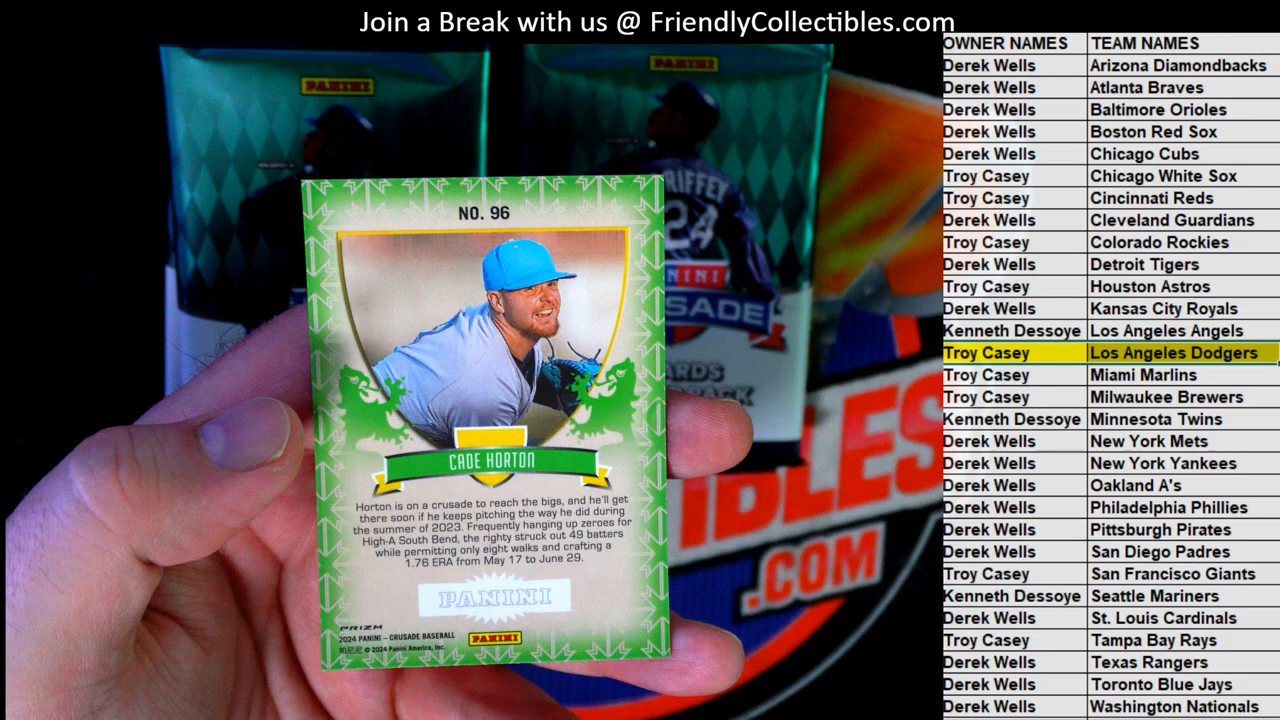 Join a Break with us @ FriendlyCollectibles.com
OWNER NAMES TEAM NAMES
Derek Wells Arizona Diamondbacks
Derek Wells Atlanta Braves
Derek Wells Baltimore Orioles
Derek Wells Boston Red Sox
Derek Wells Chicago Cubs
Troy Casey Chicago White Sox
Troy Casey Cincinnati Reds
Derek Wells Cleveland Guardians
Troy Casey Colorado Rockies
Derek Wells Detroit Tigers
Troy Casey Houston Astros
Derek Wells Kansas City Royals
Kenneth Dessoye Los Angeles Angels
Troy Casey Los Angeles Dodgers
Troy Casey Miami Marlins
Troy Casey Milwaukee Brewers
Kenneth Dessoye Minnesota Twins
Derek Wells New York Mets
Derek Wells New York Yankees
Derek Wells Oakland A's
Derek Wells Philadelphia Phillies
Derek Wells Pittsburgh Pirates
Derek Wells San Diego Padres
Troy Casey San Francisco Giants
Kenneth Dessoye Seattle Mariners
Derek Wells St. Louis Cardinals
Troy Casey Tampa Bay Rays
Derek Wells Texas Rangers
Derek Wells Toronto Blue Jays
Derek Wells Washington Nationals
PANINI
PANINI
RIFFEY
24
NINI
SADE
ARDS
ACK
IDLES
.COM
NO. 96
CADE HORTON
Horton is on a crusade to reach the bigs, and he'll get
there soon if he keeps pitching the way he did during
the summer of 2023. Frequently hanging up zeroes for
High-A South Bend, the righty struck out 49 batters
while permitting only eight walks and crafting a
1.76 ERA from May 17 to June 29.
PANINI
PRIZM
2024 PANINI – CRUSADE BASEBALL
帕尼尼 © 2024 Panini America, Inc.
PANINI